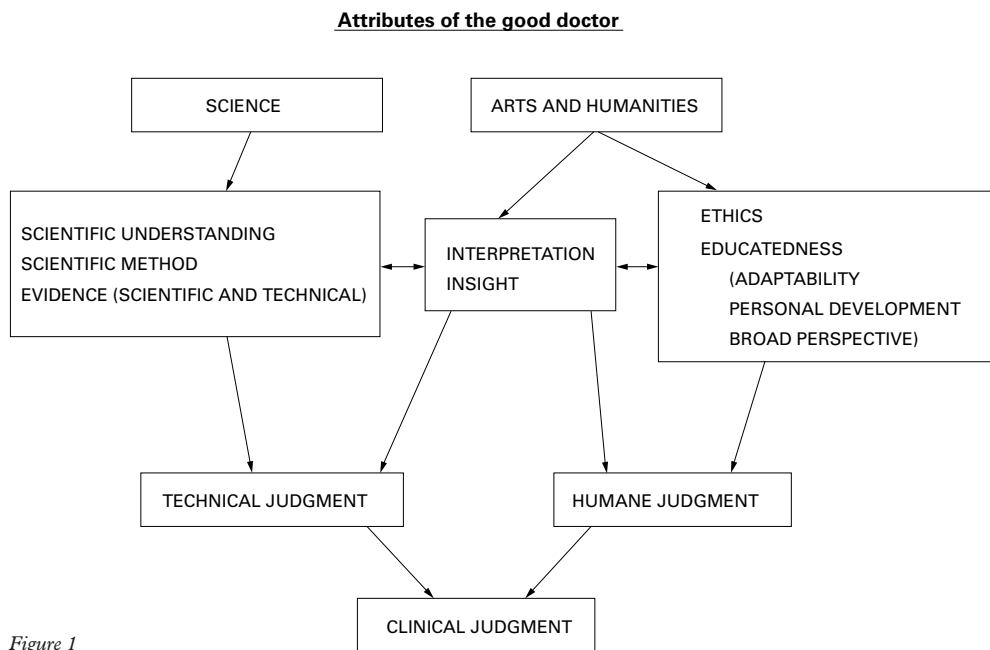 Attributes of the good doctor
SCIENCE
ARTS AND HUMANITIES
SCIENTIFIC UNDERSTANDING
SCIENTIFIC METHOD
EVIDENCE (SCIENTIFIC AND TECHNICAL)
INTERPRETATION
INSIGHT
ETHICS
EDUCATEDNESS
(ADAPTABILITY
PERSONAL DEVELOPMENT
BROAD PERSPECTIVE)
TECHNICAL JUDGMENT
HUMANE JUDGMENT
CLINICAL JUDGMENT
Figure 1